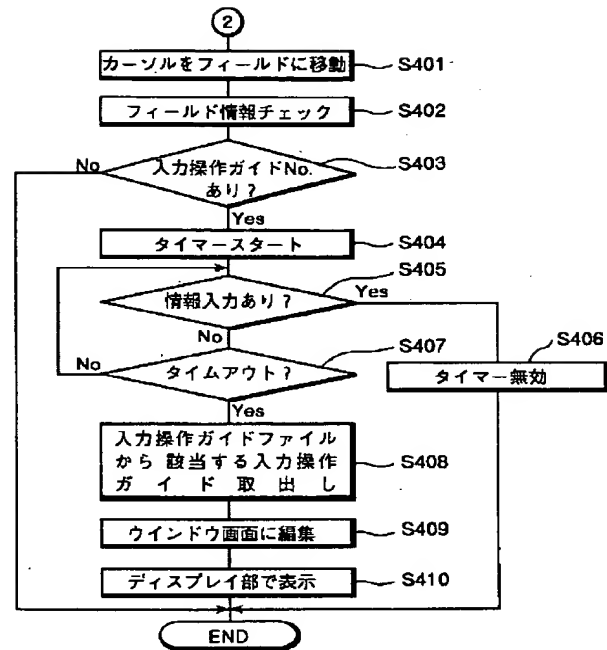 2
カーソルをフィールドに移動 S401
フィールド情報チェック S402
入力操作ガイドNo. S403
あり?
No
Yes
タイマースタート S404
S405
情報入力あり? Yes
No
S406
S407
タイムアウト? タイマー無効
No
Yes
入力操作ガイドファイル
から 該当する入力操作 S408
ガイド取出し
ウインドウ画面に編集 S409
ディスプレイ部で表示 S410
END